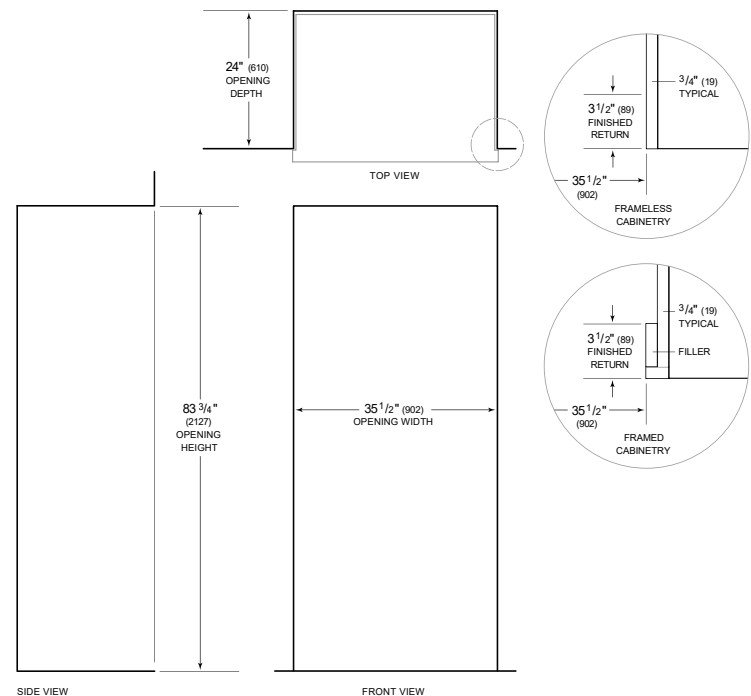 24" (610)
OPENING
DEPTH
TOP VIEW
3/4" (19)
TYPICAL
3 1/2" (89)
FINISHED
RETURN
35 1/2"
(902)
FRAMELESS
CABINETRY
3/4" (19)
TYPICAL
3 1/2" (89)
FINISHED
RETURN
FILLER
35 1/2"
(902)
FRAMED
CABINETRY
83 3/4"
(2127)
OPENING
HEIGHT
35 1/2" (902)
OPENING WIDTH
SIDE VIEW
FRONT VIEW